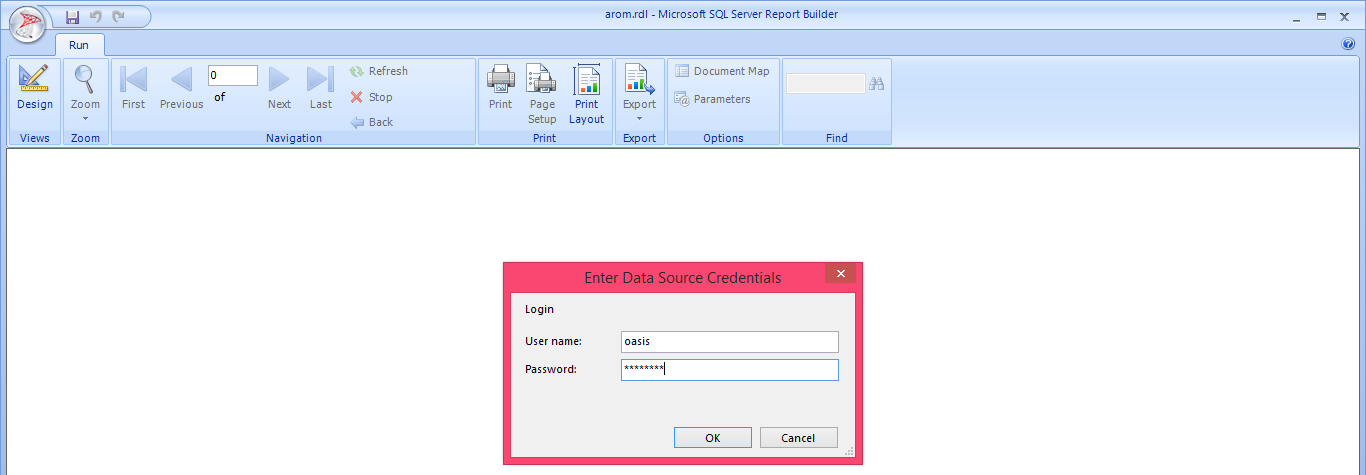 arom.rdl - Microsoft SQL Server Report Builder
Run
Design
Zoom
First
Previous
0
of
Next
Last
Refresh
Stop
Back
Print
Page Setup
Print Layout
Export
Document Map
Parameters
Views
Zoom
Navigation
Print
Export
Options
Find
Enter Data Source Credentials
Login
User name: oasis
Password: ********
OK Cancel